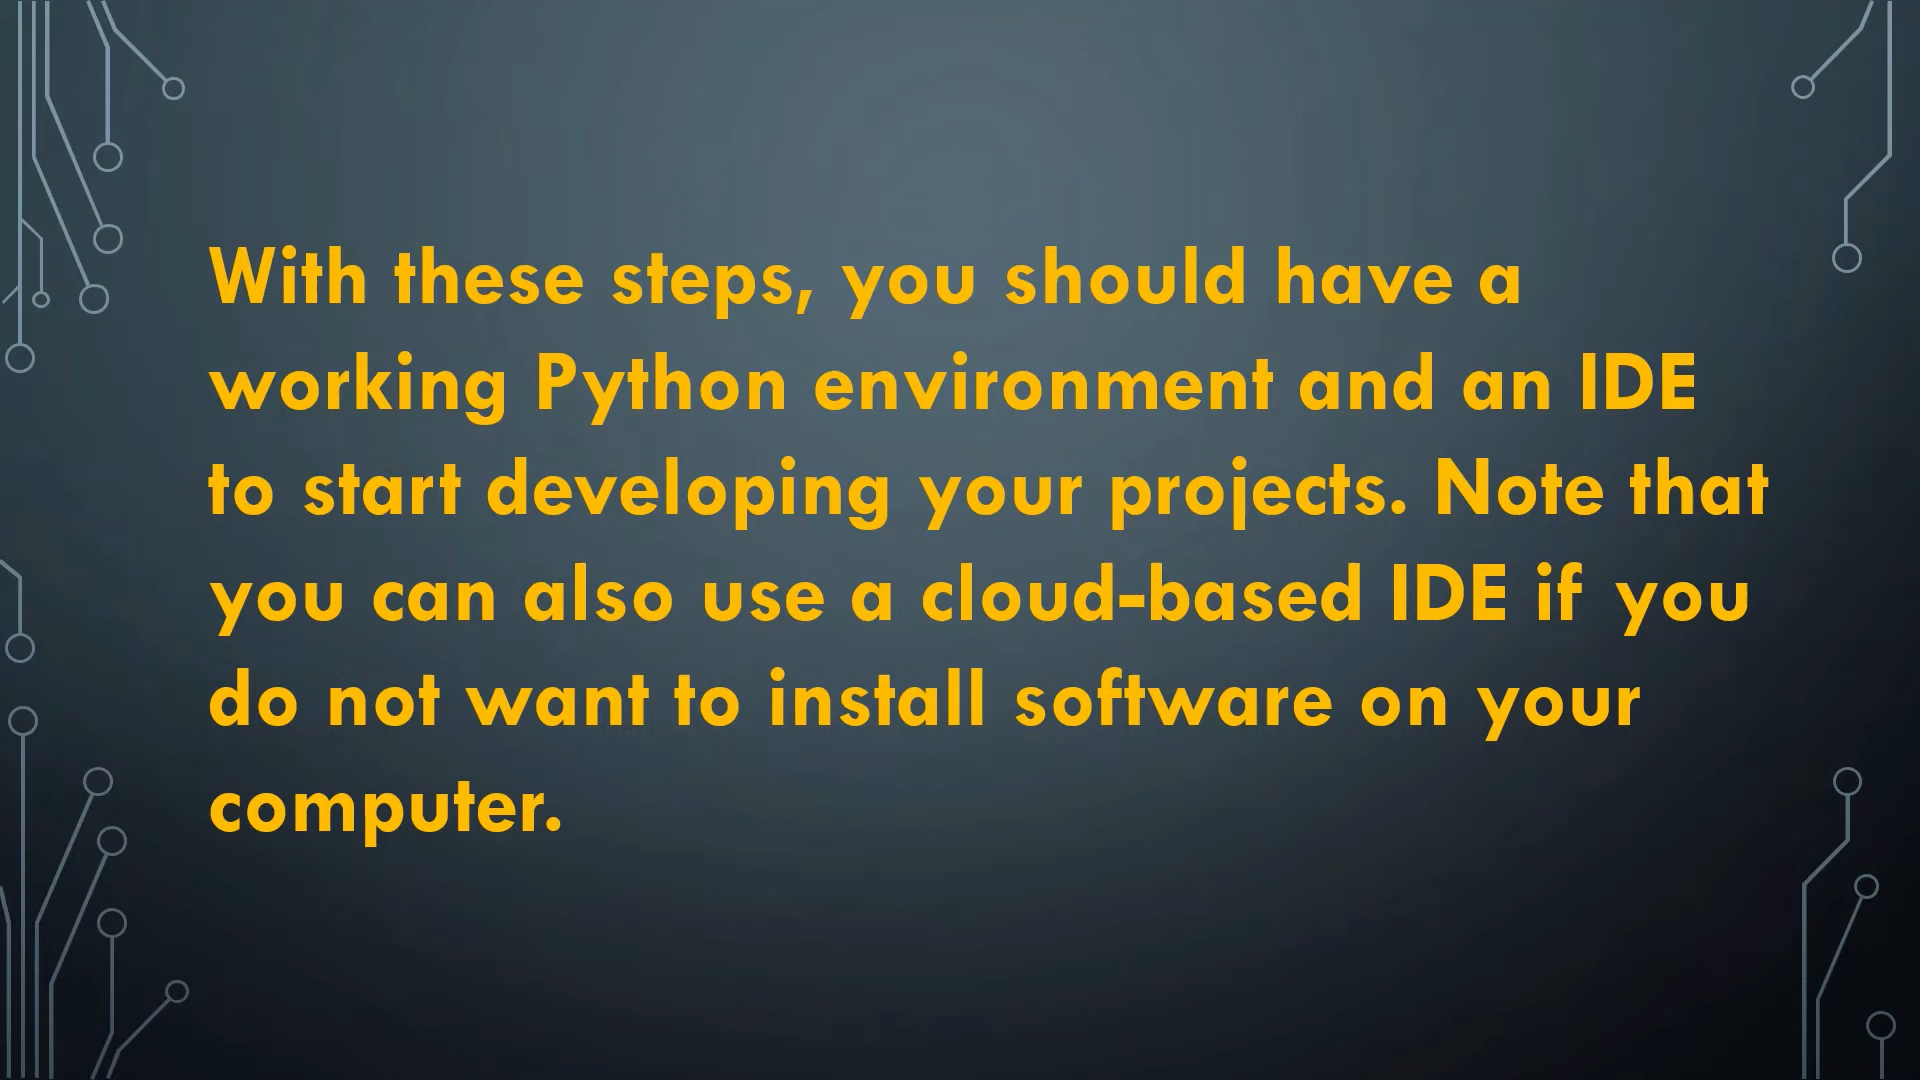 With these steps, you should have a
working Python environment and an IDE
to start developing your projects. Note that
you can also use a cloud-based IDE if you
do not want to install software on your
computer.